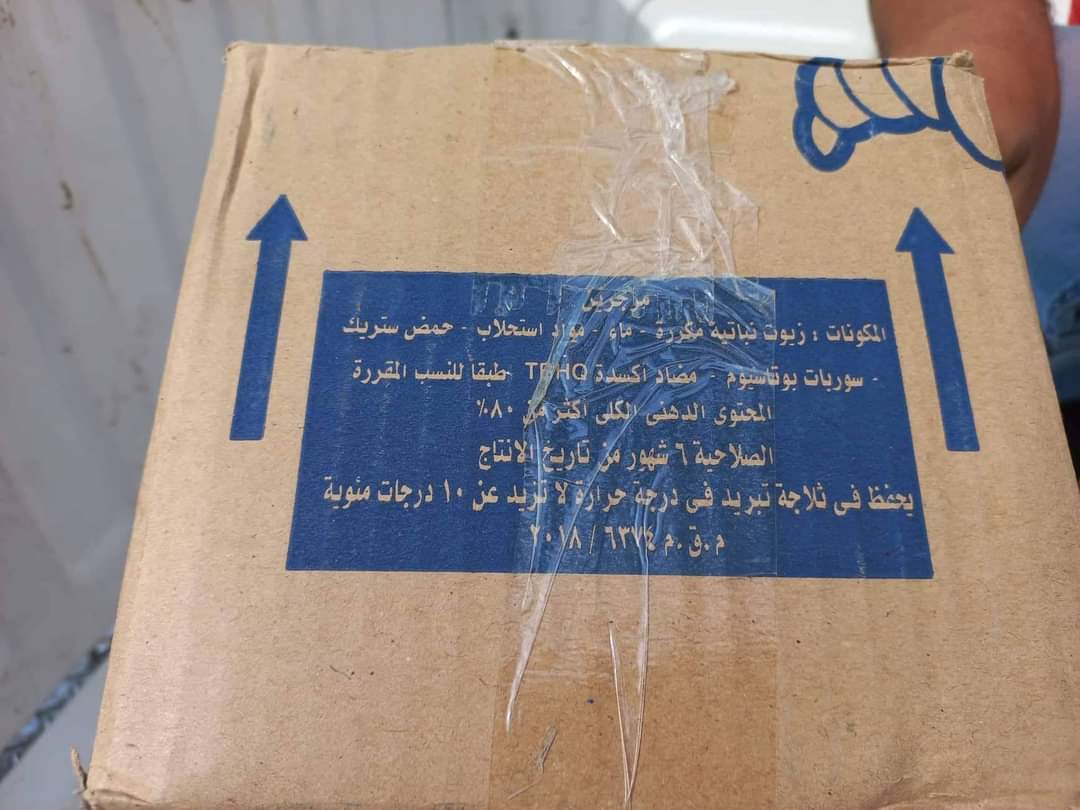 مرجرين
المكونات : زيوت نباتية مكررة - ماء - مواد استحلاب - حمض ستريك
- سوربات بوتاسيوم - مضاد اكسدة TBHQ طبقا للنسب المقررة
المحتوى الدهنى الكلى اكثر من ٨٠٪
الصلاحية ٦ شهور من تاريخ الانتاج
يحفظ فى ثلاجة تبريد فى درجة حرارة لا تزيد عن ١٠ درجات مئوية
م.ق.م ٦٣٧٤ / ٢٠١٨